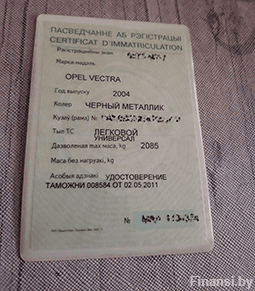 ПАСВЕДЧАННЕ АБ РЭГІСТРАЦЫІ
CERTIFICAT D'IMMATRICULATION
Рэгістрацыйны знак
Марка-мадэль
OPEL VECTRA
Год выпуску 2004
Колер ЧЕРНЫЙ МЕТАЛЛИК
Кузаў (рама) №
Тып ТС ЛЕГКОВОЙ
УНИВЕРСАЛ
Дазволеная max маса, kg 2085
Маса без нагрузкі, kg
Асобыя адзнакі УДОСТОВЕРЕНИЕ
ТАМОЖНИ 008584 ОТ 02.05.2011
№
Finansi.by